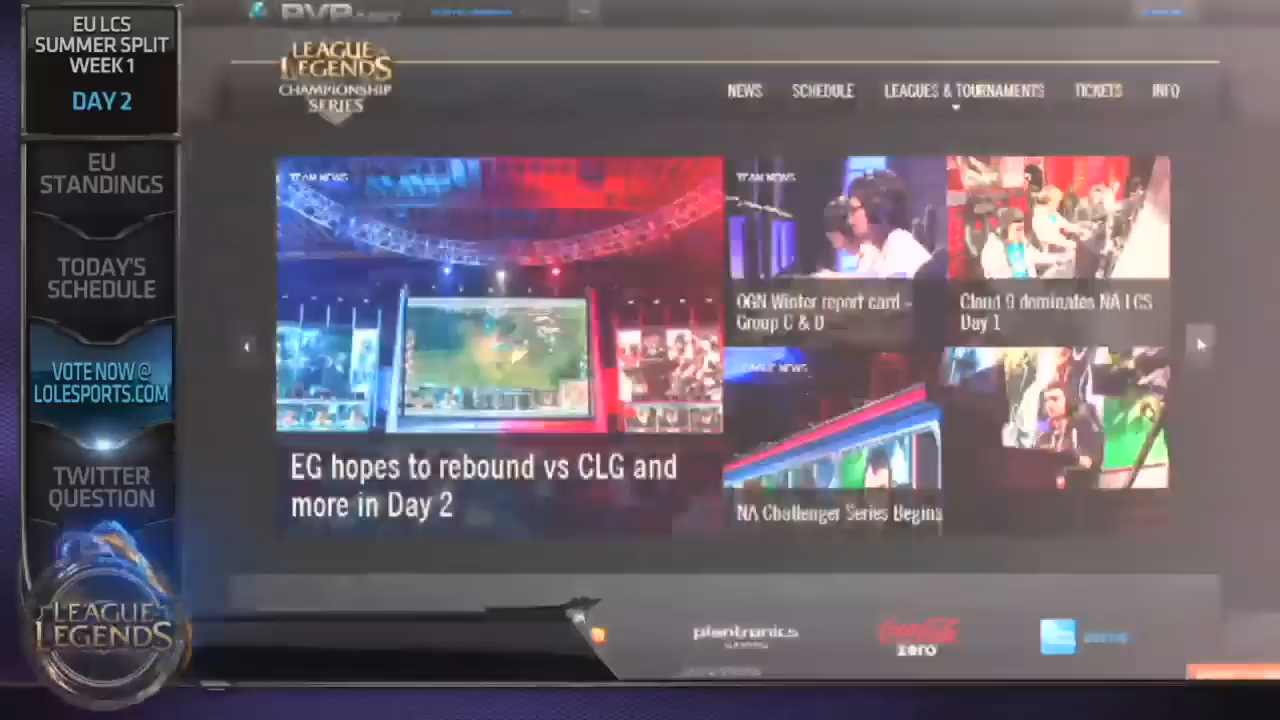 EU LCS
SUMMER SPLIT
WEEK 1
DAY 2
EU
STANDINGS
TODAY'S
SCHEDULE
VOTE NOW @
LOLESPORTS.COM
TWITTER
QUESTION
LEAGUE
LEGENDS
LEAGUE OF
LEGENDS
CHAMPIONSHIP
SERIES
NEWS SCHEDULE LEAGUES & TOURNAMENTS TICKETS INFO
TEAM NEWS
EG hopes to rebound vs CLG and
more in Day 2
TEAM NEWS
OGN Winter report card -
Group C & D
Cloud 9 dominates NA LCS
Day 1
NEWS
NA Challenger Series Begins
plantronics
GAMING
Coca-Cola
zero